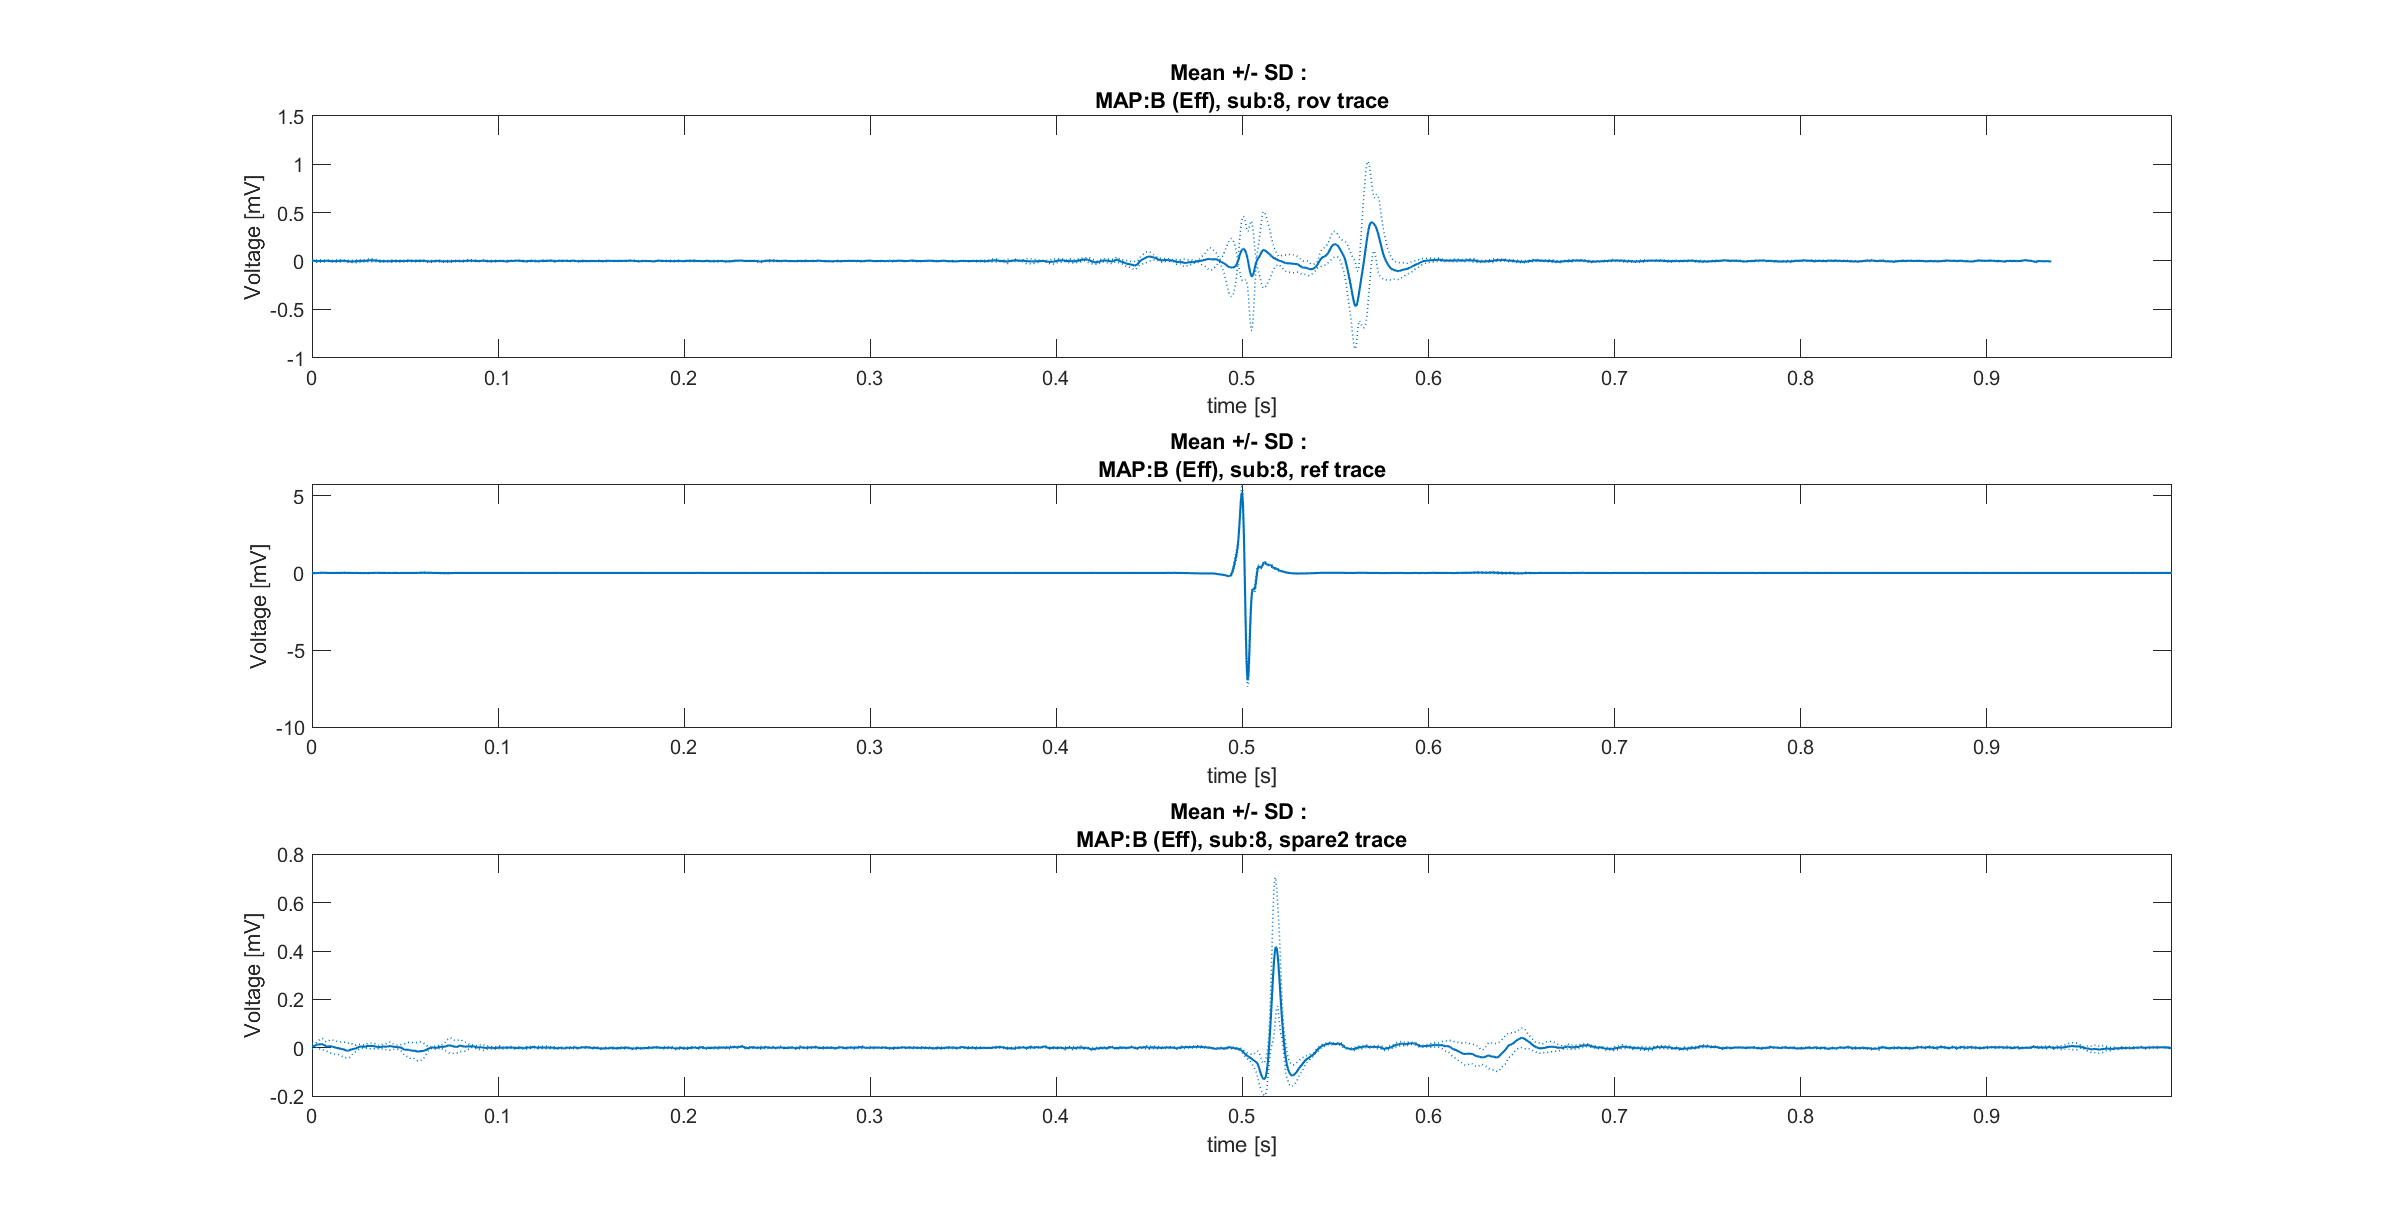 Mean +/- SD :
MAP:B (Eff), sub:8, rov trace
1.5
1
0.5
0
-0.5
-1
Voltage [mV]
0 0.1 0.2 0.3 0.4 0.5 0.6 0.7 0.8 0.9
time [s]
Mean +/- SD :
MAP:B (Eff), sub:8, ref trace
5
0
-5
-10
Voltage [mV]
0 0.1 0.2 0.3 0.4 0.5 0.6 0.7 0.8 0.9
time [s]
Mean +/- SD :
MAP:B (Eff), sub:8, spare2 trace
0.8
0.6
0.4
0.2
0
-0.2
Voltage [mV]
0 0.1 0.2 0.3 0.4 0.5 0.6 0.7 0.8 0.9
time [s]